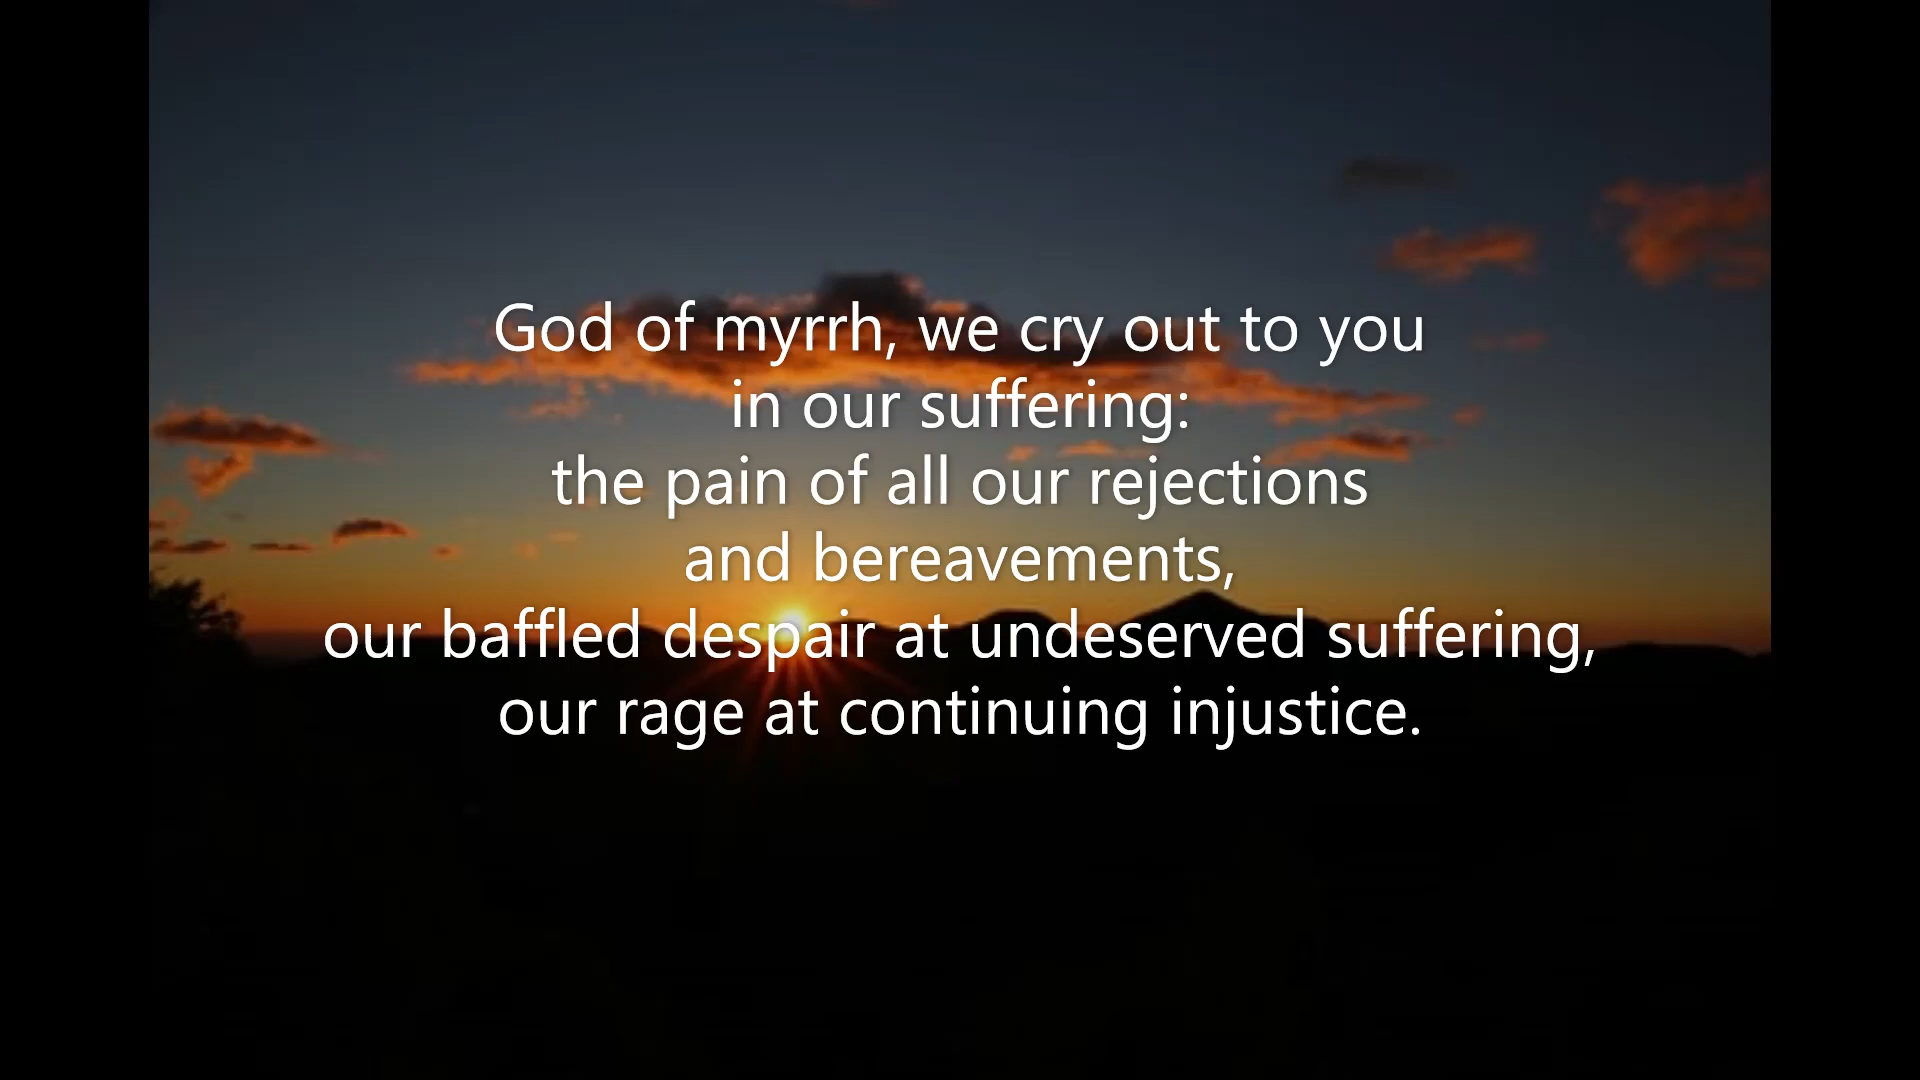 God of myrrh, we cry out to you
in our suffering:
the pain of all our rejections
and bereavements,
our baffled despair at undeserved suffering,
our rage at continuing injustice.